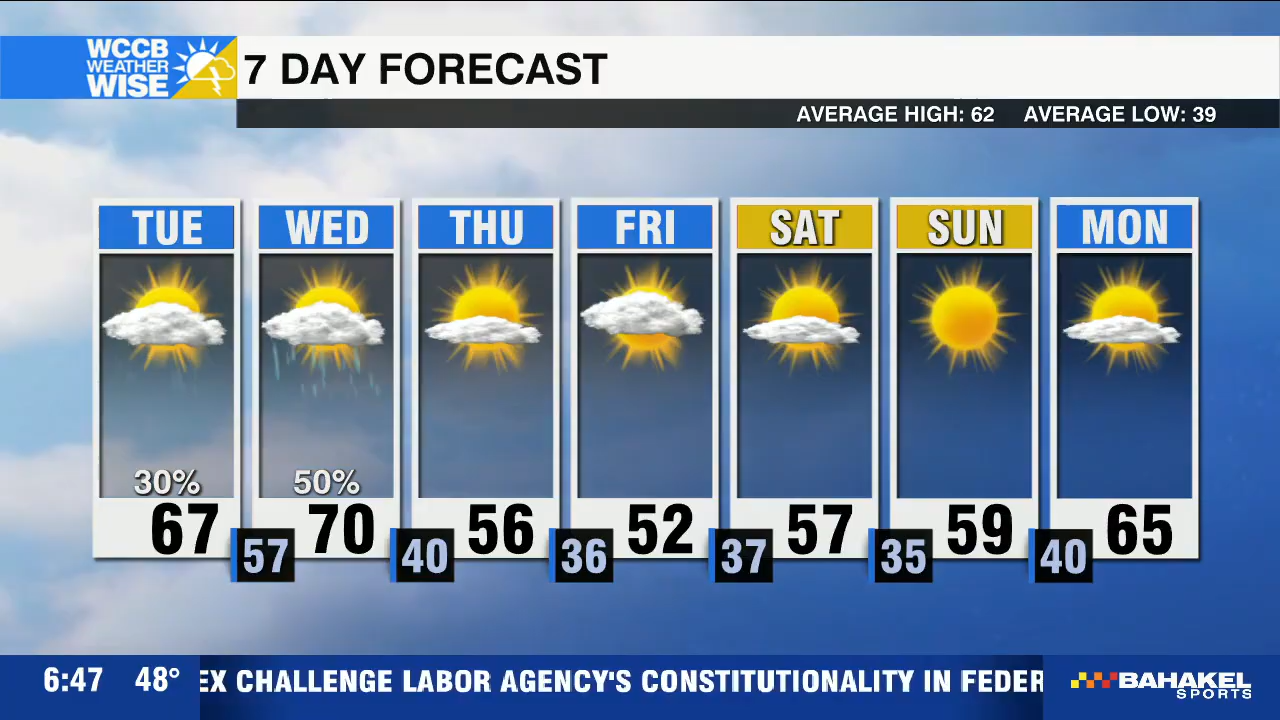 WCCB
WEATHER
WISE
7 DAY FORECAST
AVERAGE HIGH: 62 AVERAGE LOW: 39
TUE WED THU FRI SAT SUN MON
30% 50%
67 70 56 52 57 59 65
57 40 36 37 35 40
6:47 48° EX CHALLENGE LABOR AGENCY'S CONSTITUTIONALITY IN FEDER
BAHAKEL
SPORTS